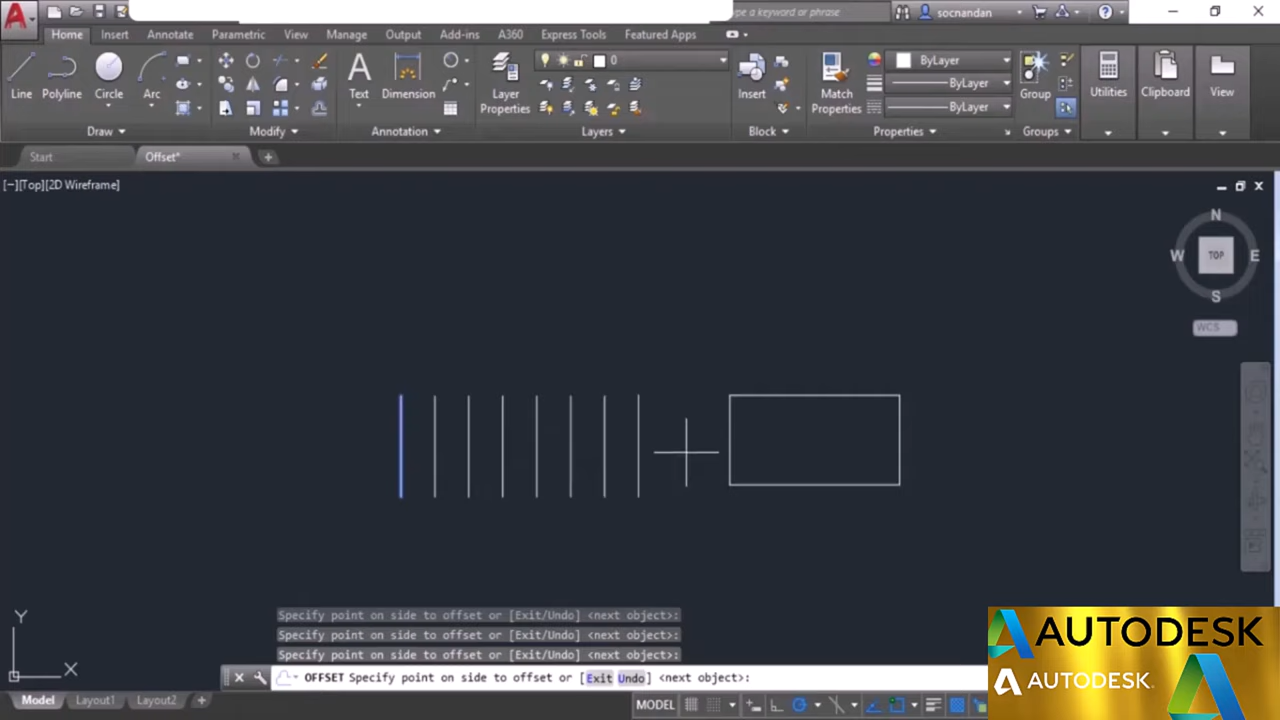 e a keyword or phrase
socnandan
Home Insert Annotate Parametric View Manage Output Add-ins A360 Express Tools Featured Apps
0
ByLayer
ByLayer
ByLayer
Line Polyline Circle Arc Text Dimension Layer Properties Insert Match Properties Group Utilities Clipboard View
Draw Modify Annotation Layers Block Properties Groups
Start Offset*
[−][Top][2D Wireframe]
N
W TOP E
S
WCS
Specify point on side to offset or [Exit/Undo] <next object>:
Specify point on side to offset or [Exit/Undo] <next object>:
Specify point on side to offset or [Exit/Undo] <next object>:
OFFSET Specify point on side to offset or [Exit Undo] <next object>:
Y
X
Model Layout1 Layout2
MODEL
AUTODESK
AUTODESK.